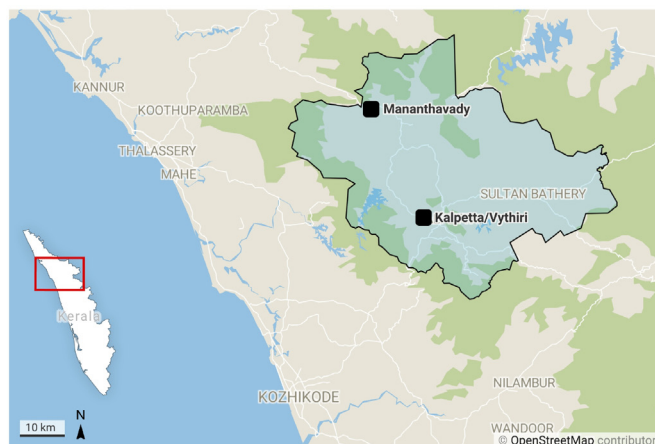 KANNUR
KOOTHUPARAMBA
Mananthavady
THALASSERY
MAHE
SULTAN BATHERY
Kalpetta/Vythiri
Kerala
NILAMBUR
KOZHIKODE
WANDOOR
10 km
N
© OpenStreetMap contributor